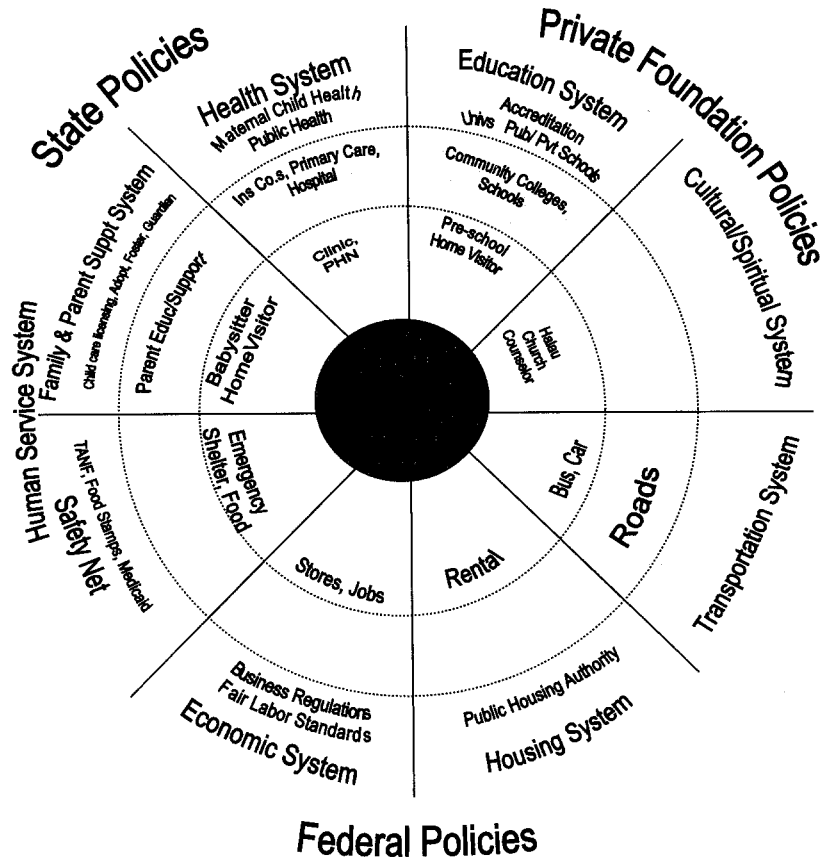 State Policies
Private Foundation Policies
Health System
Maternal Child Health
Public Health
Ins Co.s, Primary Care,
Hospital
Clinic,
PHN
Education System
Accreditation
Univs Pub/ Pvt Schools
Community Colleges,
Schools
Pre-school
Home Visitor
Cultural/Spiritual System
Halau
Church
Counselor
Transportation System
Roads
Bus, Car
Housing System
Public Housing Authority
Rental
Economic System
Fair Labor Standards
Business Regulations
Stores, Jobs
Human Service System
Safety Net
TANF, Food Stamps, Medicaid
Emergency
Shelter, Food
Family & Parent Suppt System
Child care licensing, Adopt, Foster, Guardian
Parent Educ/Support
Babysitter
HomeVisitor
Federal Policies